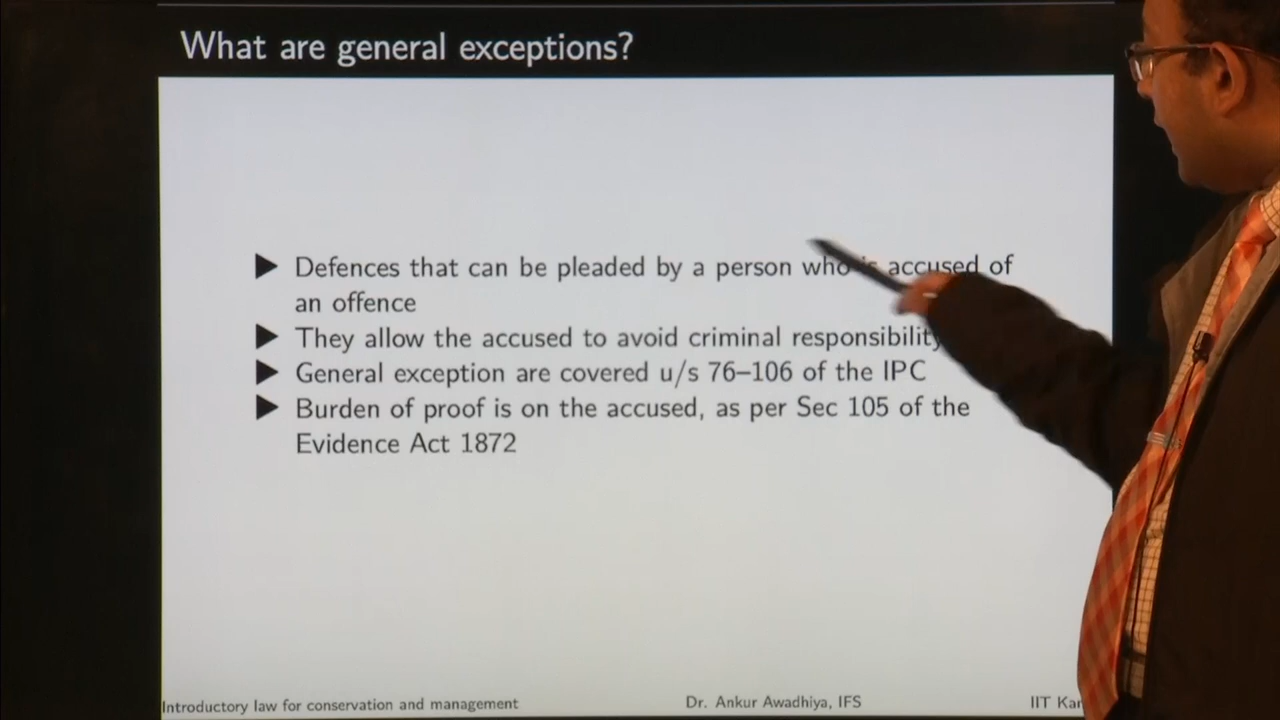 What are general exceptions?
▶ Defences that can be pleaded by a person who is accused of
an offence
▶ They allow the accused to avoid criminal responsibility
▶ General exception are covered u/s 76–106 of the IPC
▶ Burden of proof is on the accused, as per Sec 105 of the
Evidence Act 1872
Introductory law for conservation and management Dr. Ankur Awadhiya, IFS IIT